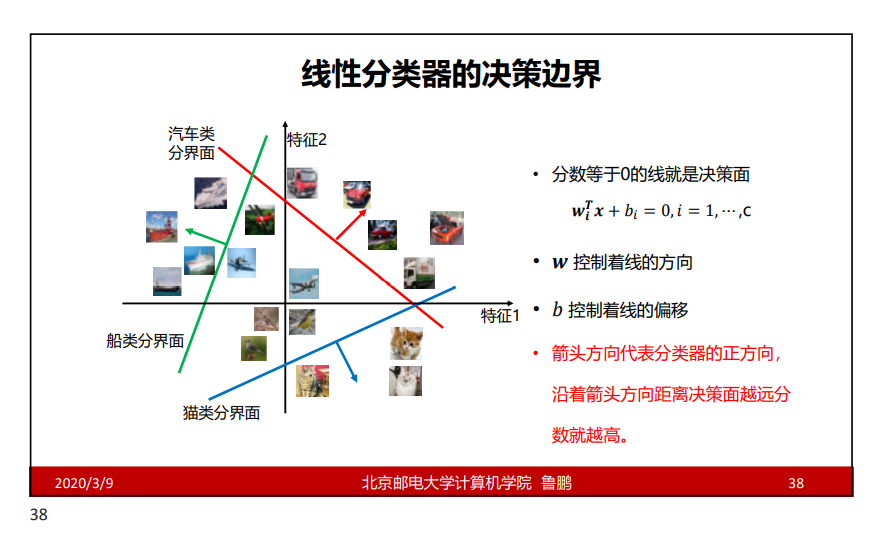 线性分类器的决策边界
汽车类
分界面
特征2
特征1
船类分界面
猫类分界面
• 分数等于0的线就是决策面
𝒘ᵢᵀ𝒙 + bᵢ = 0, i = 1, ⋯ ,c
• 𝒘 控制着线的方向
• b 控制着线的偏移
• 箭头方向代表分类器的正方向，
沿着箭头方向距离决策面越远分
数就越高。
2020/3/9
北京邮电大学计算机学院 鲁鹏
38
38